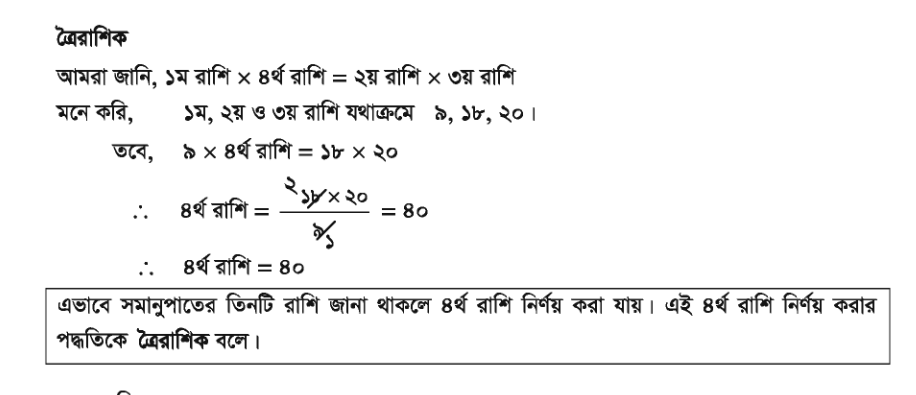 ত্রৈরাশিক
আমরা জানি, ১ম রাশি × ৪র্থ রাশি = ২য় রাশি × ৩য় রাশি
মনে করি, ১ম, ২য় ও ৩য় রাশি যথাক্রমে ৯, ১৮, ২০।
তবে, ৯ × ৪র্থ রাশি = ১৮ × ২০
∴ ৪র্থ রাশি = ২ ১৮ × ২০ / ৯ ১ = ৪০
∴ ৪র্থ রাশি = ৪০
এভাবে সমানুপাতের তিনটি রাশি জানা থাকলে ৪র্থ রাশি নির্ণয় করা যায়। এই ৪র্থ রাশি নির্ণয় করার
পদ্ধতিকে ত্রৈরাশিক বলে।